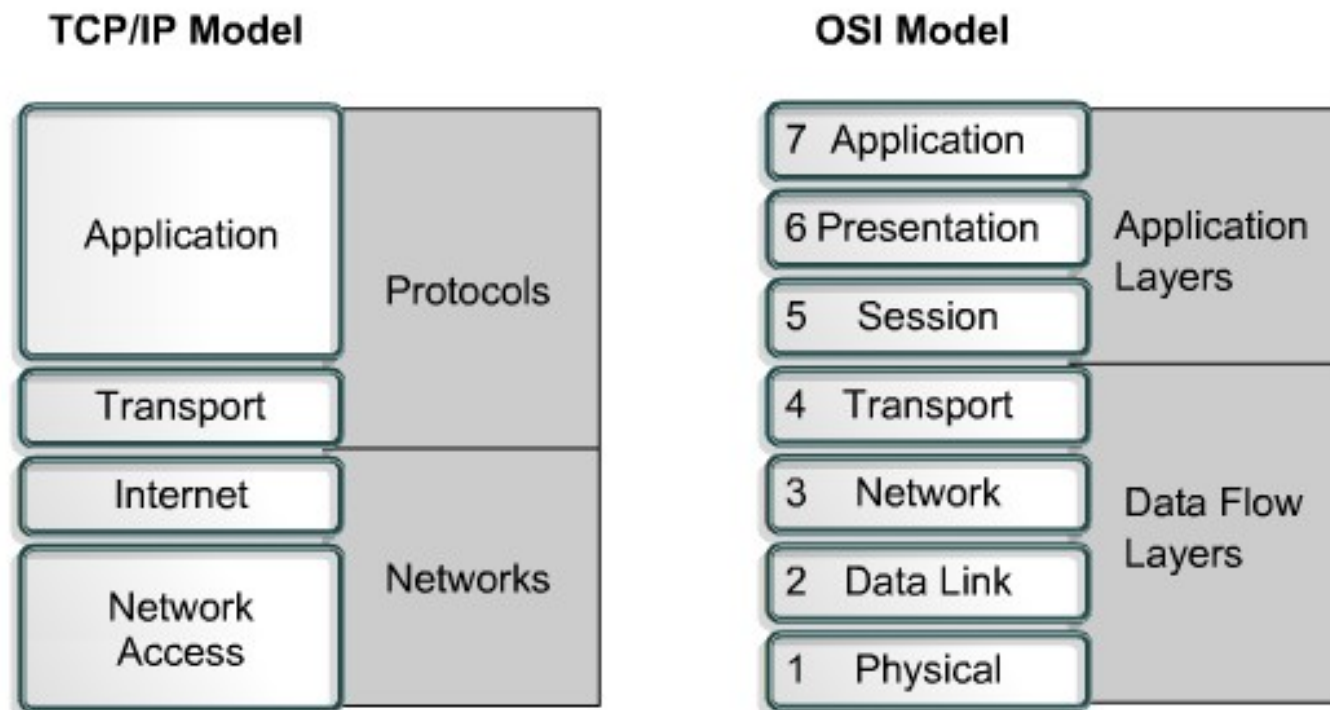 TCP/IP Model
Application
Transport
Internet
Network
Access
Protocols
Networks
OSI Model
7 Application
6 Presentation
5 Session
4 Transport
3 Network
2 Data Link
1 Physical
Application
Layers
Data Flow
Layers